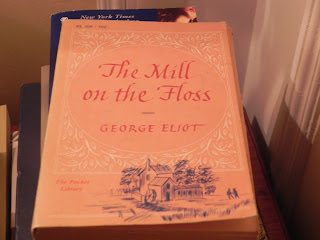 New York Times
The Mill
on the Floss
GEORGE ELIOT
The Pocket
Library